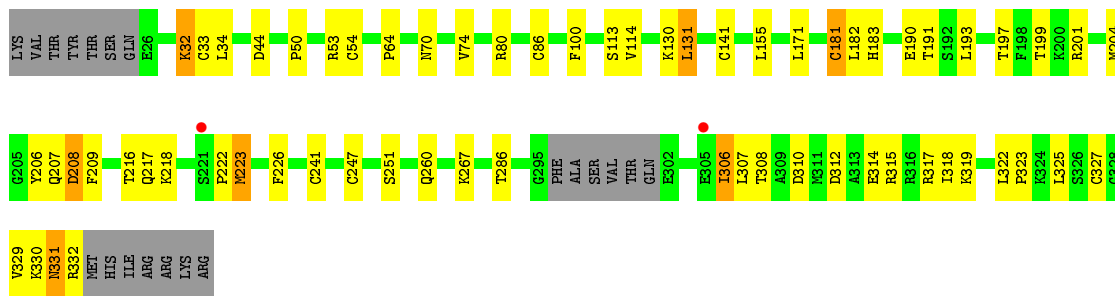 LYS VAL THR TYR THR SER GLN E26 K32 C33 L34 D44 P50 R53 C54 P64 N70 V74 R80 C86 F100 S113 V114 K130 L131 C141 L155 L171 C181 L182 H183 E190 T191 S192 L193 T197 F198 T199 K200 R201 M204
G205 Y206 Q207 D208 F209 T216 Q217 K218 S221 P222 M223 F226 C241 C247 S251 Q260 K267 T286 G295 PHE ALA SER VAL THR GLN E302 E305 I306 L307 T308 A309 D310 M311 D312 A313 E314 R315 R316 R317 I318 K319 L322 P323 K324 L325 S326 C327 C328
V329 K330 N331 R332 MET HIS ILE ARG ARG LYS ARG